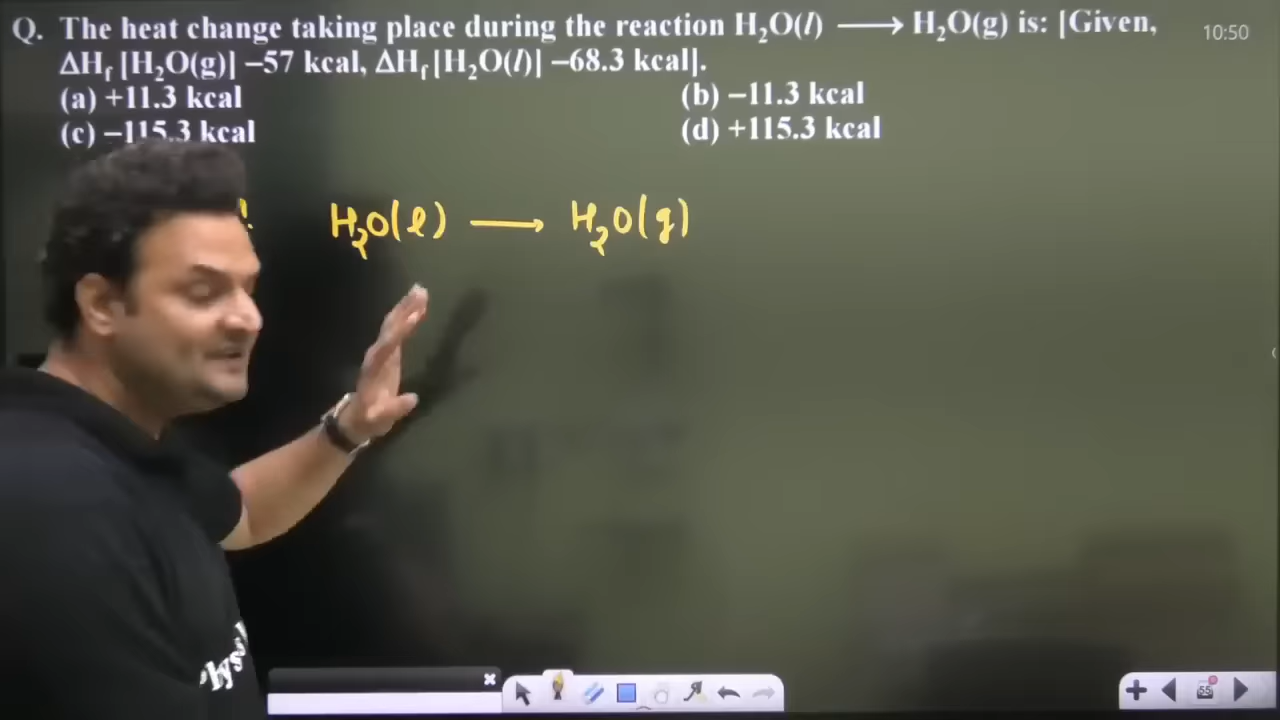 Q. The heat change taking place during the reaction H₂O(l) ⟶ H₂O(g) is: [Given,
ΔHf [H₂O(g)] –57 kcal, ΔHf [H₂O(l)] –68.3 kcal].
(a) +11.3 kcal (b) –11.3 kcal
(c) –115.3 kcal (d) +115.3 kcal
10:50
H₂O(l) ⟶ H₂O(g)
55